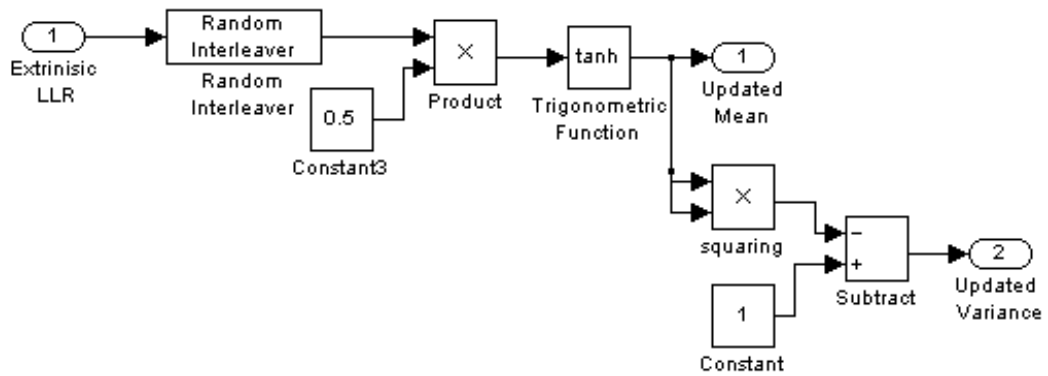 1
Extrinisic
LLR
Random
Interleaver
Random
Interleaver
0.5
Constant3
×
Product
tanh
Trigonometric
Function
1
Updated
Mean
×
squaring
1
Constant
−
+
Subtract
2
Updated
Variance